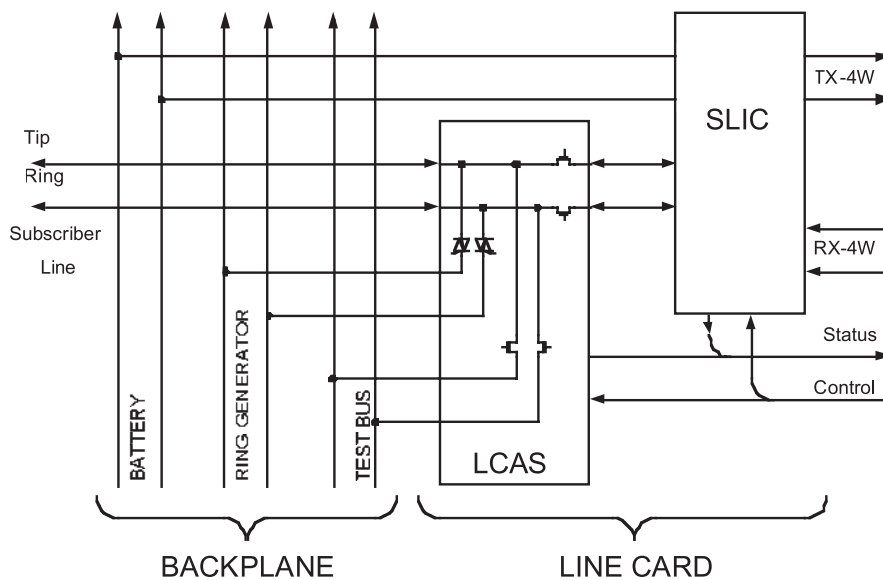 TX-4W
SLIC
Tip
Ring
Subscriber
Line
RX-4W
Status
Control
BATTERY
RING GENERATOR
TEST BUS
LCAS
BACKPLANE
LINE CARD